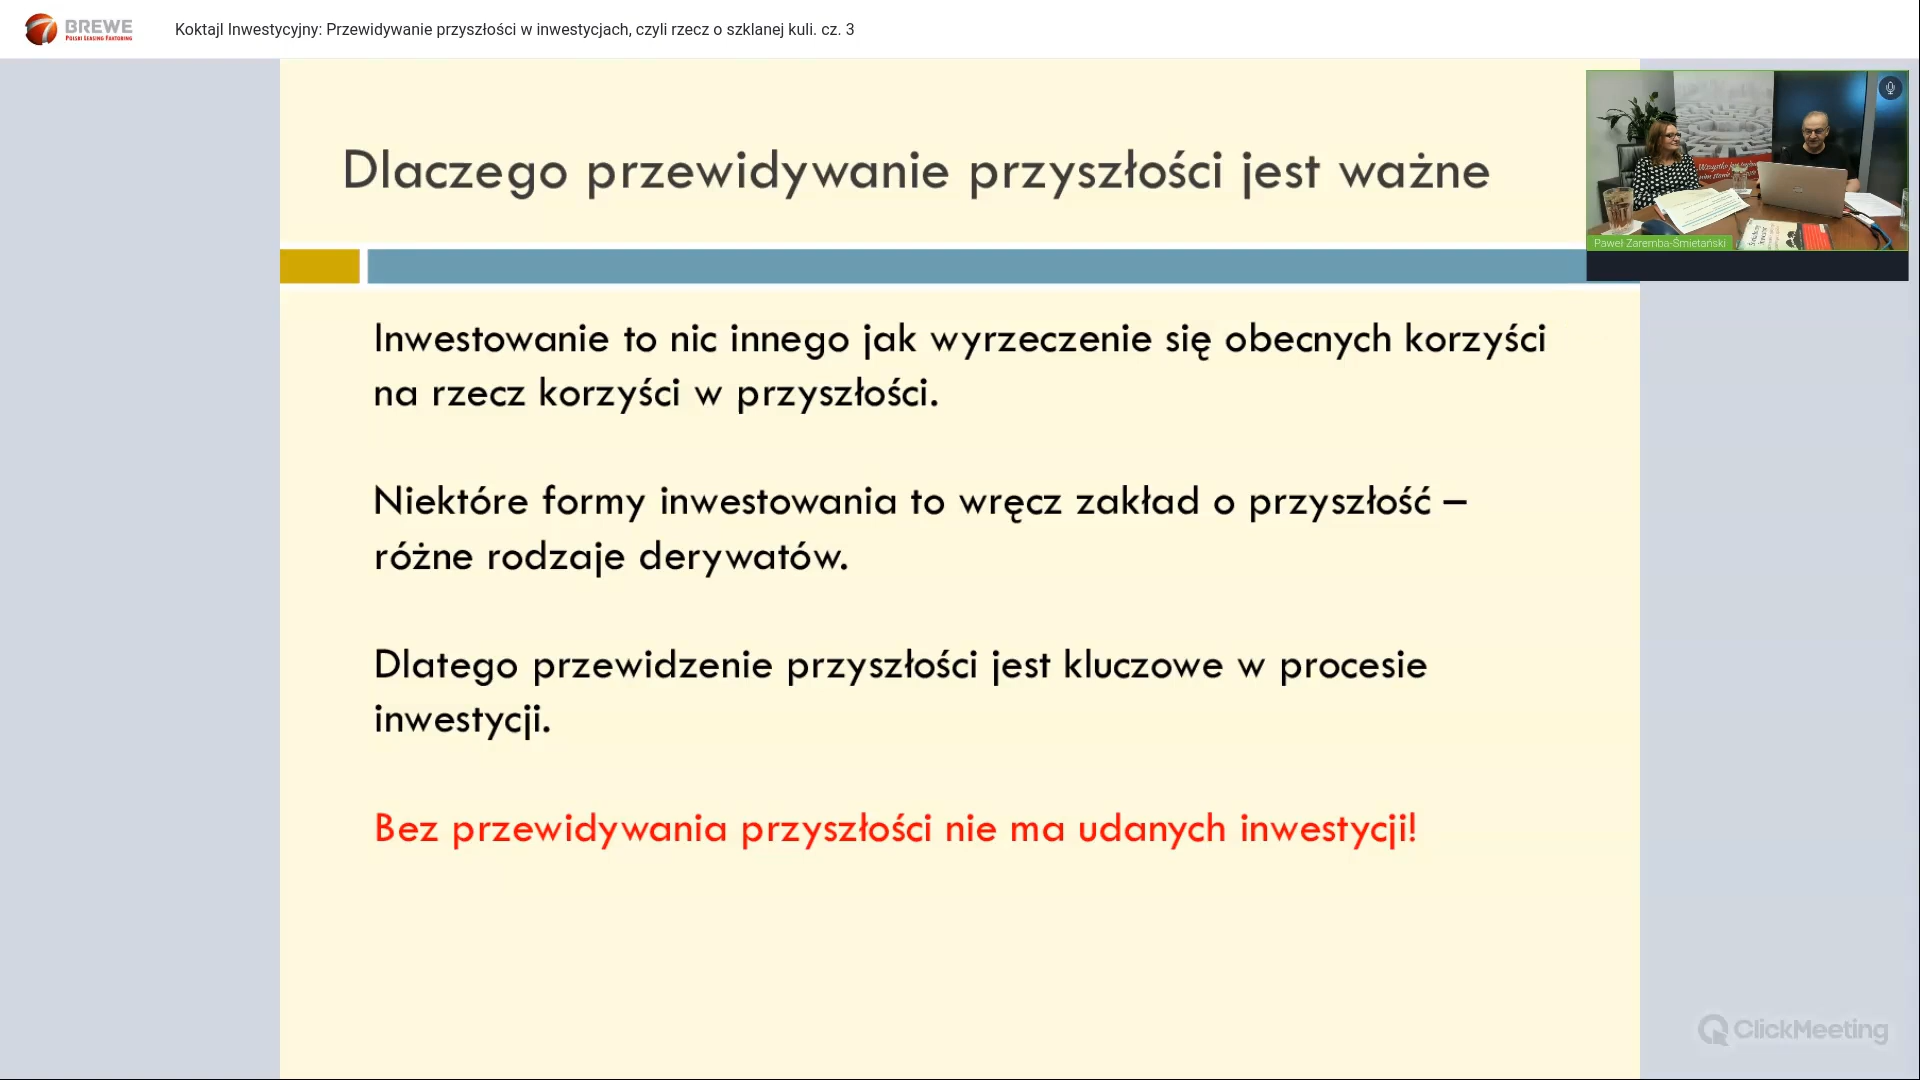 BREWE
POLSKI LEASING FAKTORING
Koktajl Inwestycyjny: Przewidywanie przyszłości w inwestycjach, czyli rzecz o szklanej kuli. cz. 3
Dlaczego przewidywanie przyszłości jest ważne
Paweł Zaremba-Śmietański
Inwestowanie to nic innego jak wyrzeczenie się obecnych korzyści
na rzecz korzyści w przyszłości.
Niektóre formy inwestowania to wręcz zakład o przyszłość –
różne rodzaje derywatów.
Dlatego przewidzenie przyszłości jest kluczowe w procesie
inwestycji.
Bez przewidywania przyszłości nie ma udanych inwestycji!
ClickMeeting